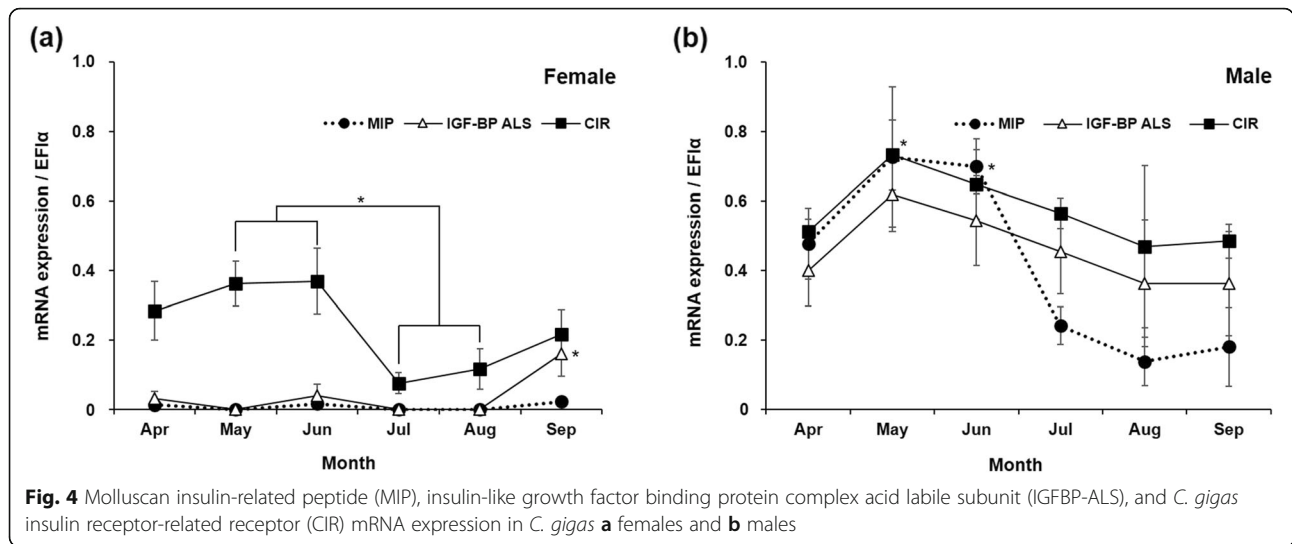 (a)
Female
MIP IGF-BP ALS CIR
mRNA expression / EFIα
1.0
0.8
0.6
0.4
0.2
0
*
*
Apr May Jun Jul Aug Sep
Month
(b)
Male
MIP IGF-BP ALS CIR
mRNA expression / EFIα
1.0
0.8
0.6
0.4
0.2
0
*
*
Apr May Jun Jul Aug Sep
Month
Fig. 4 Molluscan insulin-related peptide (MIP), insulin-like growth factor binding protein complex acid labile subunit (IGFBP-ALS), and C. gigas
insulin receptor-related receptor (CIR) mRNA expression in C. gigas a females and b males